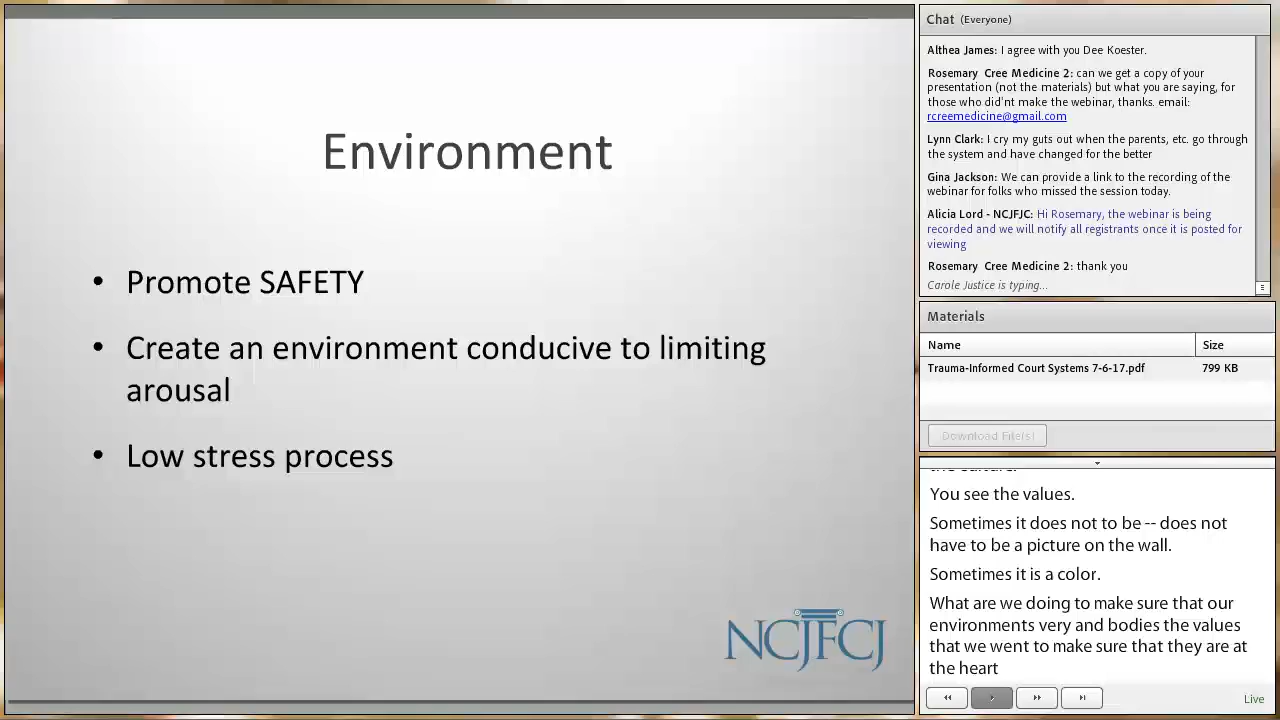 Environment
• Promote SAFETY
• Create an environment conducive to limiting
arousal
• Low stress process
NCJFCJ
Chat (Everyone)
Althea James: I agree with you Dee Koester.
Rosemary Cree Medicine 2: can we get a copy of your
presentation (not the materials) but what you are saying, for
those who did'nt make the webinar, thanks. email:
rcreemedicine@gmail.com
Lynn Clark: I cry my guts out when the parents, etc. go through
the system and have changed for the better
Gina Jackson: We can provide a link to the recording of the
webinar for folks who missed the session today.
Alicia Lord - NCJFJC: Hi Rosemary, the webinar is being
recorded and we will notify all registrants once it is posted for
viewing
Rosemary Cree Medicine 2: thank you
Carole Justice is typing...
Materials
Name Size
Trauma-Informed Court Systems 7-6-17.pdf 799 KB
Download File(s)
the culture.
You see the values.
Sometimes it does not to be -- does not
have to be a picture on the wall.
Sometimes it is a color.
What are we doing to make sure that our
environments very and bodies the values
that we went to make sure that they are at
the heart
Live